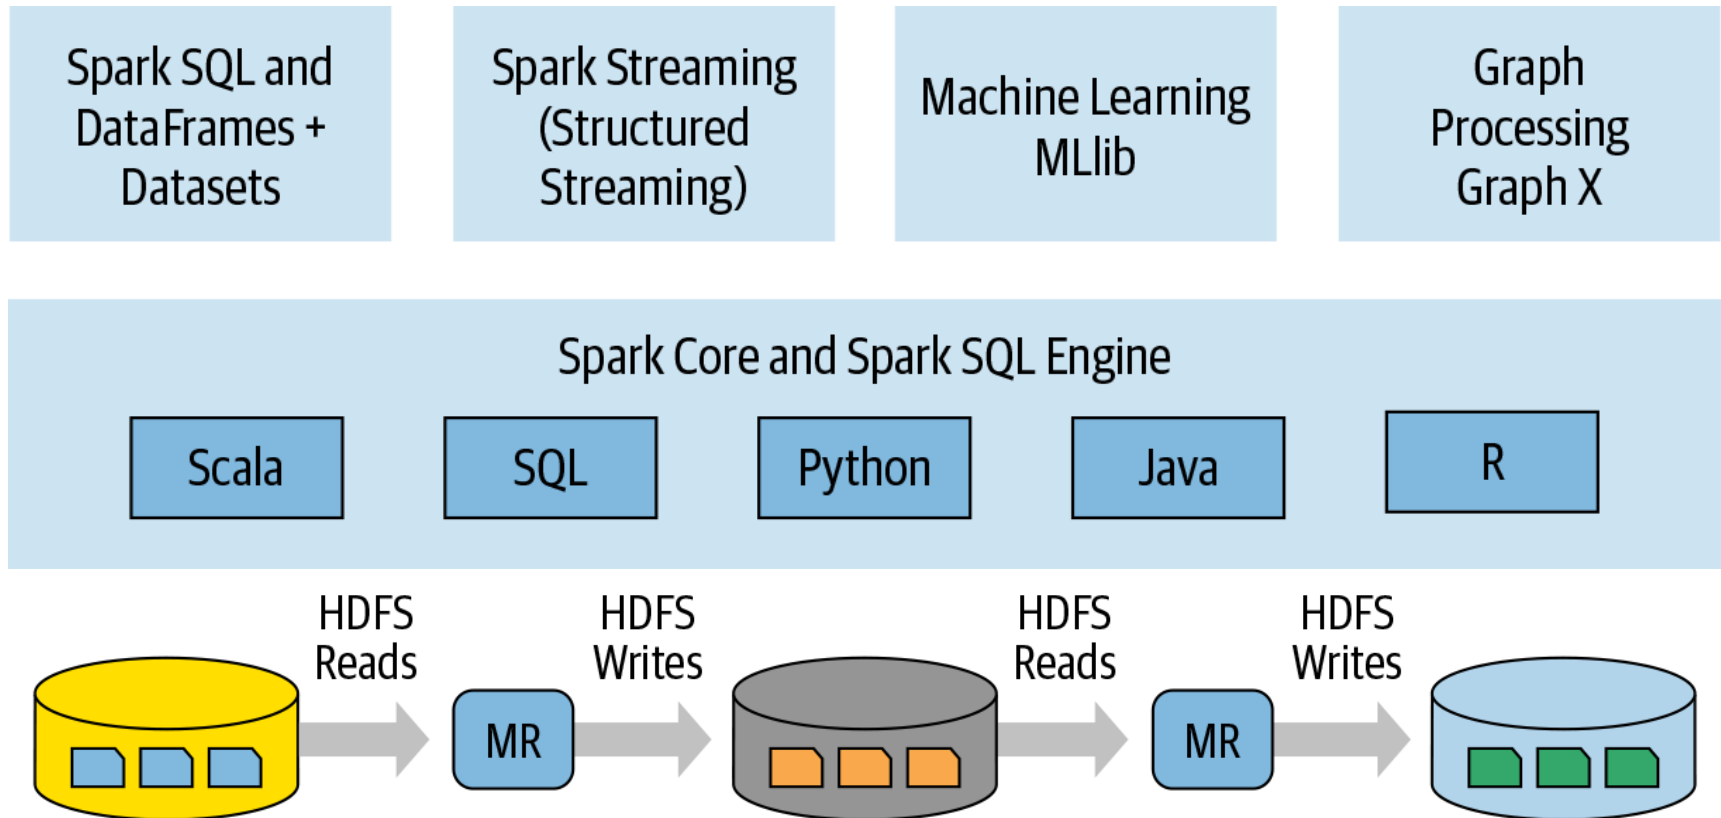 Spark SQL and
DataFrames +
Datasets
Spark Streaming
(Structured
Streaming)
Machine Learning
MLlib
Graph
Processing
Graph X
Spark Core and Spark SQL Engine
Scala
SQL
Python
Java
R
HDFS
Reads
HDFS
Writes
HDFS
Reads
HDFS
Writes
MR
MR